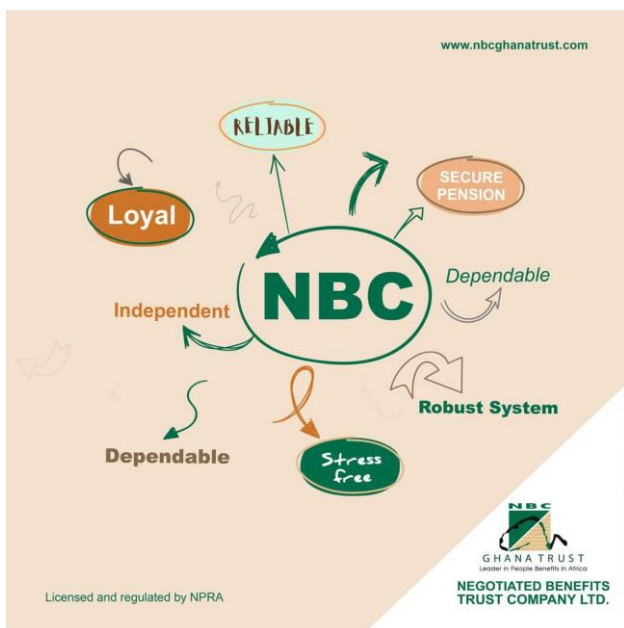 www.nbcghanatrust.com
RELIABLE
SECURE
PENSION
Loyal
NBC
Dependable
Independent
Robust System
Dependable
Stress
free
NBC
GHANA TRUST
Leader in People Benefits in Africa
NEGOTIATED BENEFITS
TRUST COMPANY LTD.
Licensed and regulated by NPRA